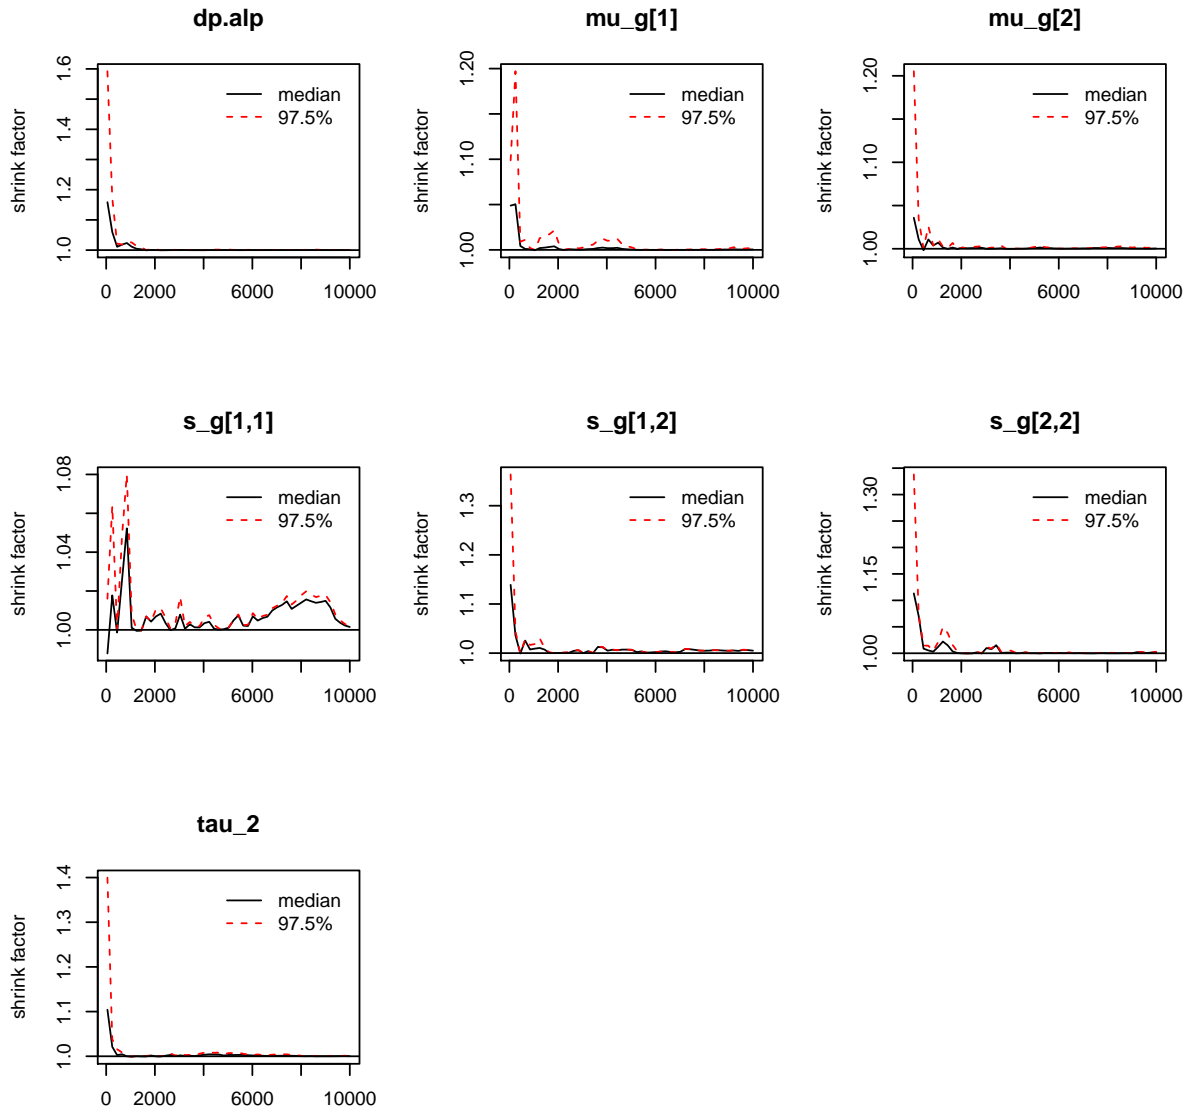 dp.alp
mu_g[1]
mu_g[2]
shrink factor
1.0
1.2
1.4
1.6
median
97.5%
0
2000
6000
10000
shrink factor
1.00
1.10
1.20
median
97.5%
0
2000
6000
10000
shrink factor
1.00
1.10
1.20
median
97.5%
0
2000
6000
10000
s_g[1,1]
s_g[1,2]
s_g[2,2]
shrink factor
1.00
1.04
1.08
median
97.5%
0
2000
6000
10000
shrink factor
1.0
1.1
1.2
1.3
median
97.5%
0
2000
6000
10000
shrink factor
1.00
1.15
1.30
median
97.5%
0
2000
6000
10000
tau_2
shrink factor
1.0
1.1
1.2
1.3
1.4
median
97.5%
0
2000
6000
10000